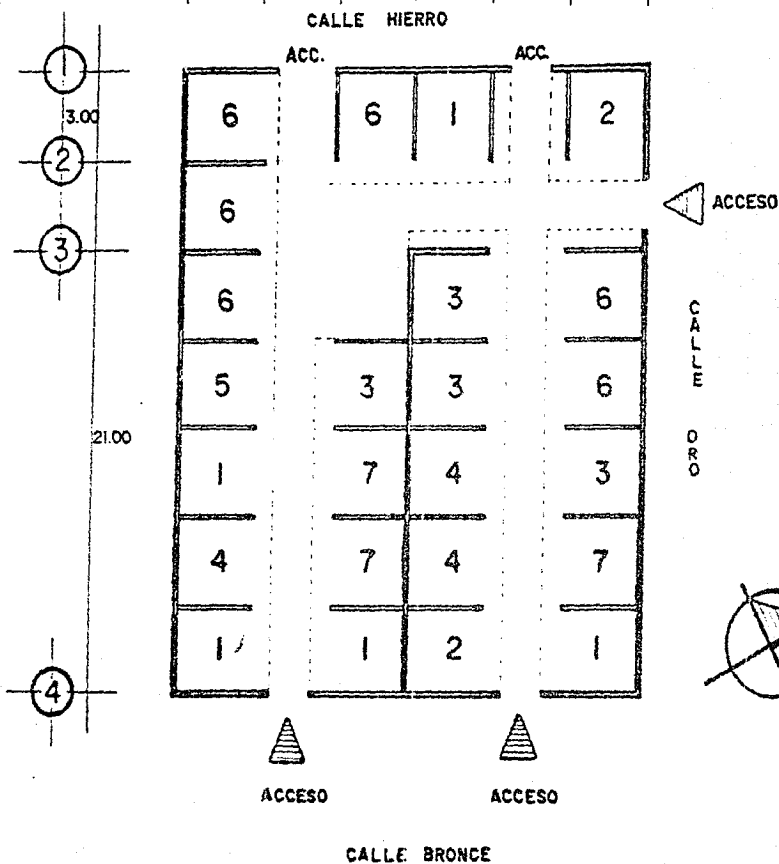 CALLE HIERRO
ACC. ACC.
1
3.00
6 6 1 2
2
6
ACCESO
3
6 3 6
CALLE ORO
5 3 3 6
21.00
1 7 4 3
4 7 4 7
1 1 2 1
4
ACCESO ACCESO
CALLE BRONCE